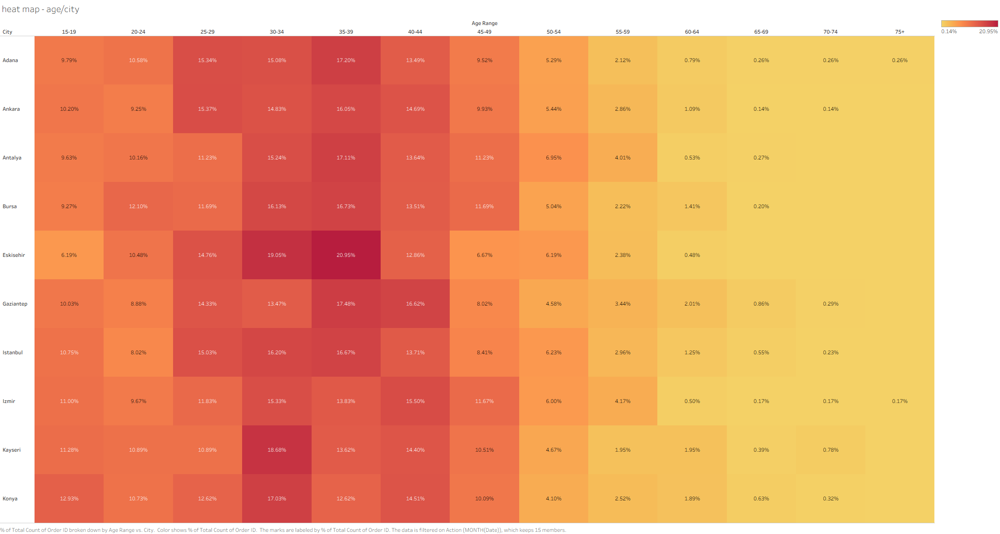 heat map - age/city
Age Range
City 15-19 20-24 25-29 30-34 35-39 40-44 45-49 50-54 55-59 60-64 65-69 70-74 75+
0.14% 20.95%
Adana 9.79% 10.58% 15.34% 15.08% 17.20% 13.49% 9.52% 5.29% 2.12% 0.79% 0.26% 0.26% 0.26%
Ankara 10.20% 9.25% 15.37% 14.83% 16.05% 14.69% 9.93% 5.44% 2.86% 1.09% 0.14% 0.14%
Antalya 9.63% 10.16% 11.23% 15.24% 17.11% 13.64% 11.23% 6.95% 4.01% 0.53% 0.27%
Bursa 9.27% 12.10% 11.69% 16.13% 16.73% 13.51% 11.69% 5.04% 2.22% 1.41% 0.20%
Eskisehir 6.19% 10.48% 14.76% 19.05% 20.95% 12.86% 6.67% 6.19% 2.38% 0.48%
Gaziantep 10.03% 8.88% 14.33% 13.47% 17.48% 16.62% 8.02% 4.58% 3.44% 2.01% 0.86% 0.29%
Istanbul 10.75% 8.02% 15.03% 16.20% 16.67% 13.71% 8.41% 6.23% 2.96% 1.25% 0.55% 0.23%
Izmir 11.00% 9.67% 11.83% 15.33% 13.83% 15.50% 11.67% 6.00% 4.17% 0.50% 0.17% 0.17% 0.17%
Kayseri 11.28% 10.89% 10.89% 18.68% 13.62% 14.40% 10.51% 4.67% 1.95% 1.95% 0.39% 0.78%
Konya 12.93% 10.73% 12.62% 17.03% 12.62% 14.51% 10.09% 4.10% 2.52% 1.89% 0.63% 0.32%
% of Total Count of Order ID broken down by Age Range vs. City.  Color shows % of Total Count of Order ID.  The marks are labeled by % of Total Count of Order ID. The data is filtered on Action (MONTH(Date)), which keeps 15 members.